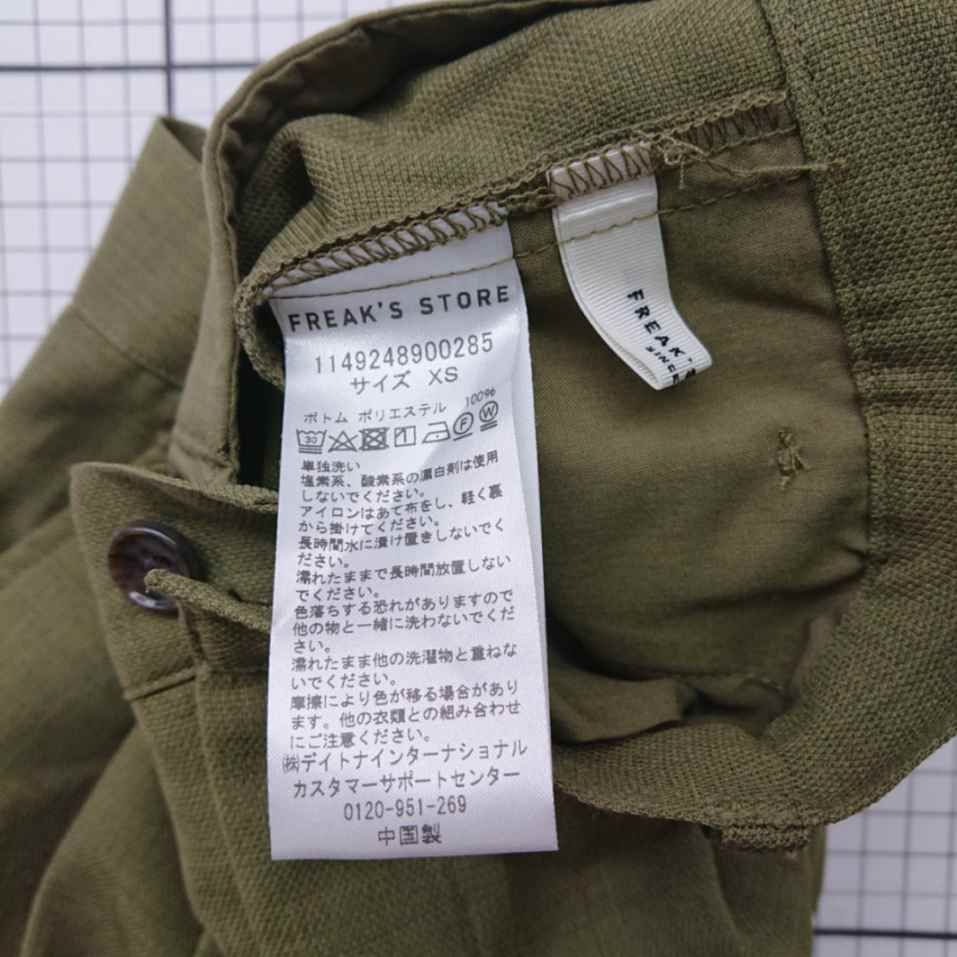 FREAK'S STORE
1149248900285
サイズ XS
ボトム ポリエステル 100%
30 F W
単独洗い
塩素系、酸素系の漂白剤は使用
しないでください。
アイロンはあて布をし、軽く裏
から掛けてください。
長時間水に漬け置きしないでく
ださい。
濡れたままで長時間放置しない
でください。
色落ちする恐れがありますので
他の物と一緒に洗わないでくだ
さい。
濡れたまま他の洗濯物と重ねな
いでください。
摩擦により色が移る場合があり
ます。他の衣類との組み合わせ
にご注意ください。
㈱デイトナインターナショナル
カスタマーサポートセンター
0120-951-269
中国製
FREAK'
SINCE